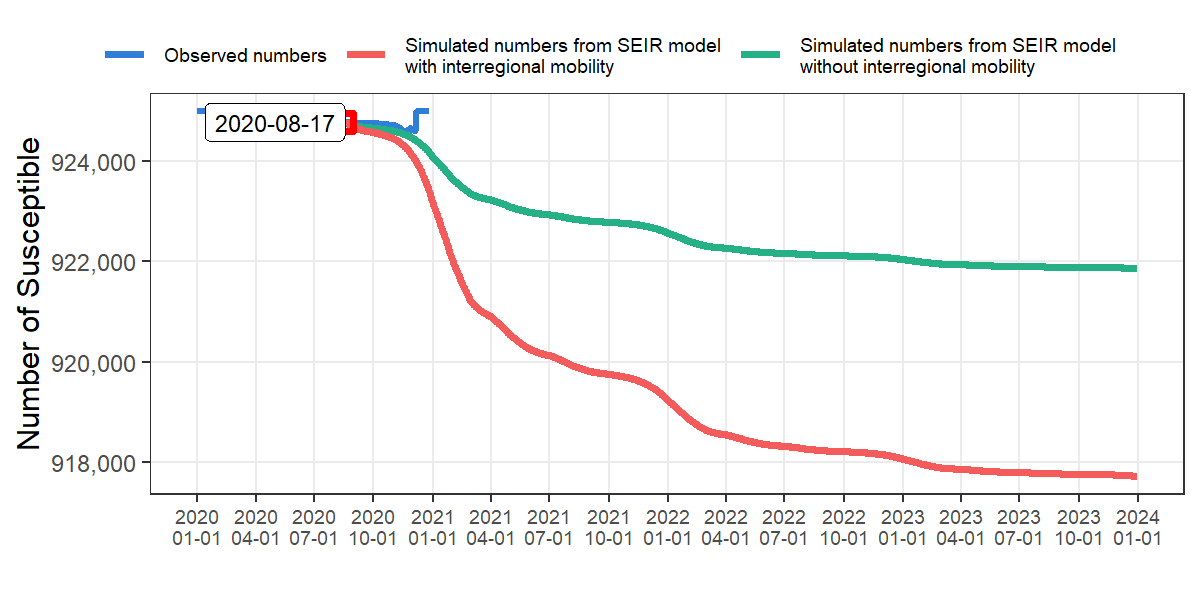 Observed numbers
Simulated numbers from SEIR model
with interregional mobility
Simulated numbers from SEIR model
without interregional mobility
2020-08-17
Number of Susceptible
924,000
922,000
920,000
918,000
2020 2020 2020 2020 2021 2021 2021 2021 2022 2022 2022 2022 2023 2023 2023 2023 2024
01-01 04-01 07-01 10-01 01-01 04-01 07-01 10-01 01-01 04-01 07-01 10-01 01-01 04-01 07-01 10-01 01-01